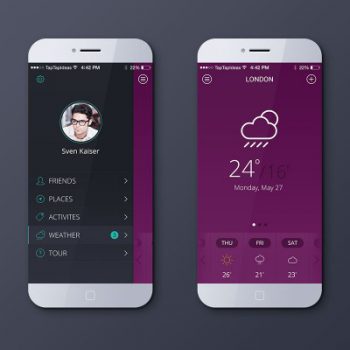 TapTapIdeas 4:42 PM 22%
Sven Kaiser
FRIENDS
PLACES
ACTIVITES
WEATHER
TOUR
TapTapIdeas 4:42 PM 22%
LONDON
24°/16°
Monday, May 27
THU FRI SAT
26' 21' 23'